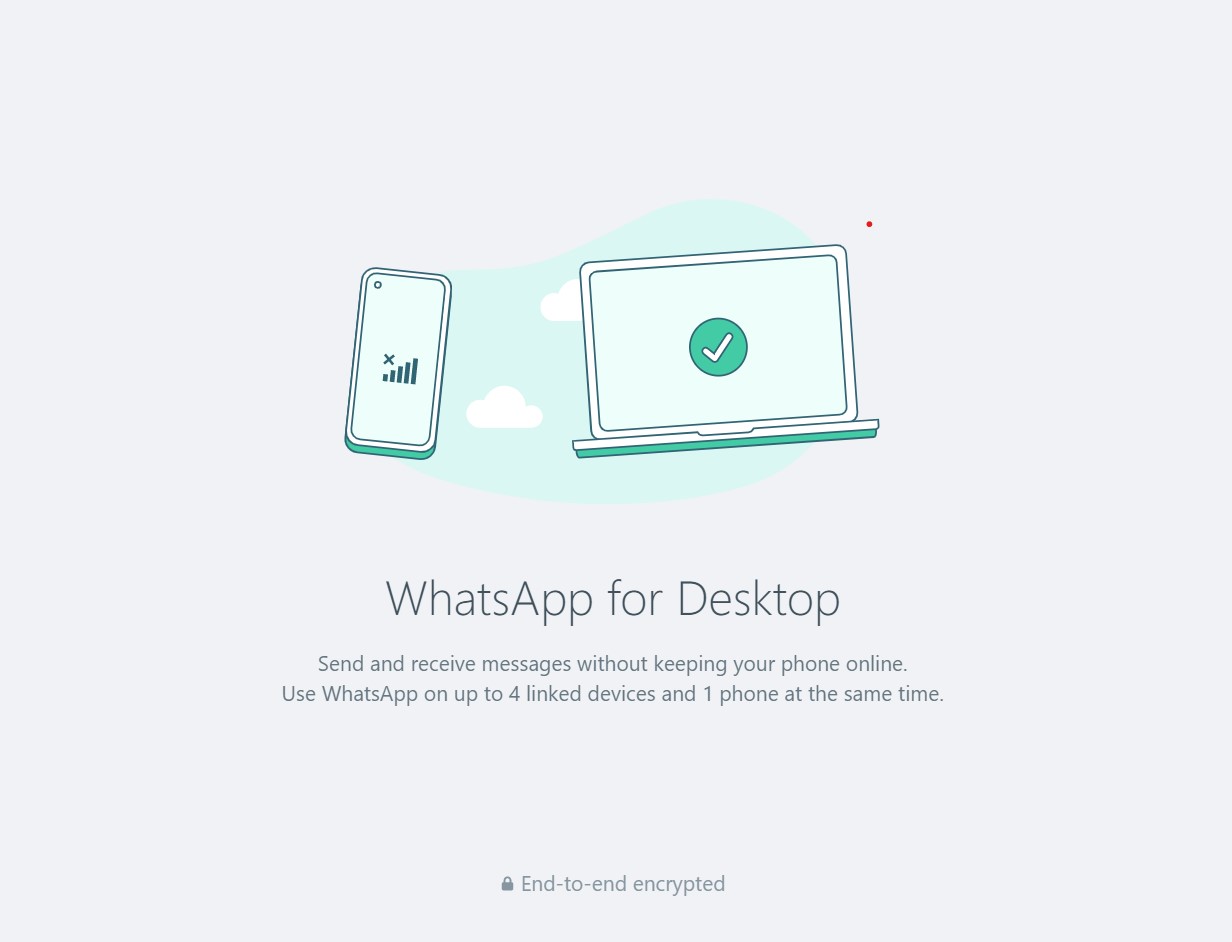 WhatsApp for Desktop
Send and receive messages without keeping your phone online.
Use WhatsApp on up to 4 linked devices and 1 phone at the same time.
End-to-end encrypted